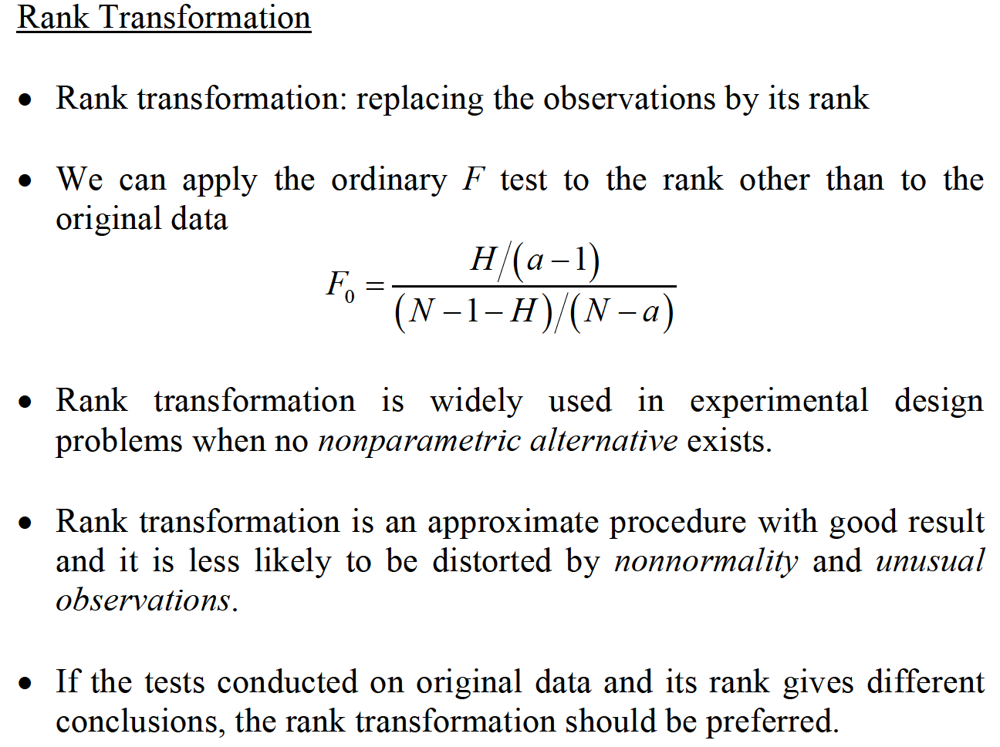 Rank Transformation
• Rank transformation: replacing the observations by its rank
• We can apply the ordinary F test to the rank other than to the
original data
F₀ = H/(a − 1) / (N − 1 − H)/(N − a)
• Rank transformation is widely used in experimental design
problems when no nonparametric alternative exists.
• Rank transformation is an approximate procedure with good result
and it is less likely to be distorted by nonnormality and unusual
observations.
• If the tests conducted on original data and its rank gives different
conclusions, the rank transformation should be preferred.